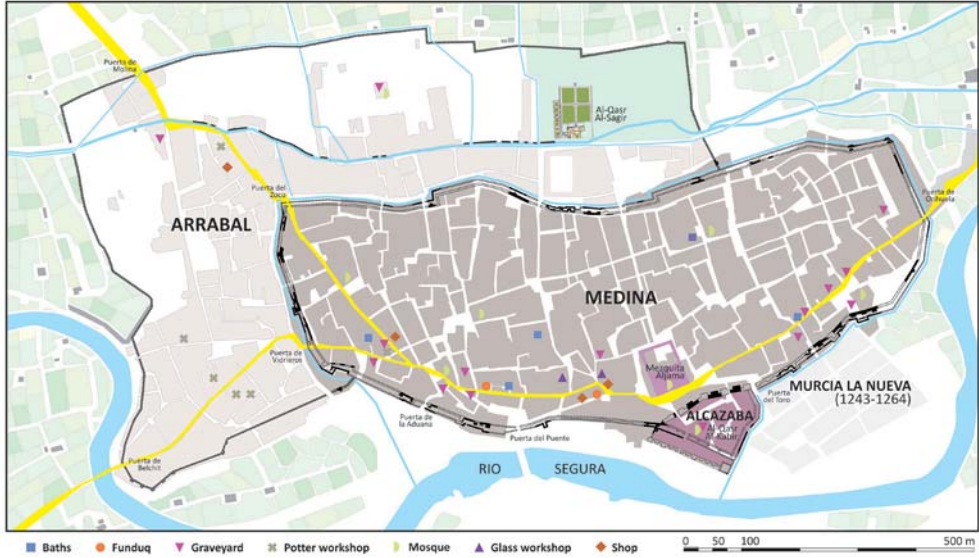 Puerta de
Molina
Al-Qasr
Al-Sagir
Puerta del
Zoco
Puerta de
Orihuela
ARRABAL
MEDINA
Puerta de
Vidrieros
Mezquita
Aljama
MURCIA LA NUEVA
(1243-1264)
Puerta
del Toro
ALCAZABA
Al-Qasr
Al-Kabir
Puerta de
la Aduana
Puerta del Puente
Puerta de
Belchit
RIO SEGURA
Baths Funduq Graveyard Potter workshop Mosque Glass workshop Shop
0 50 100 500 m